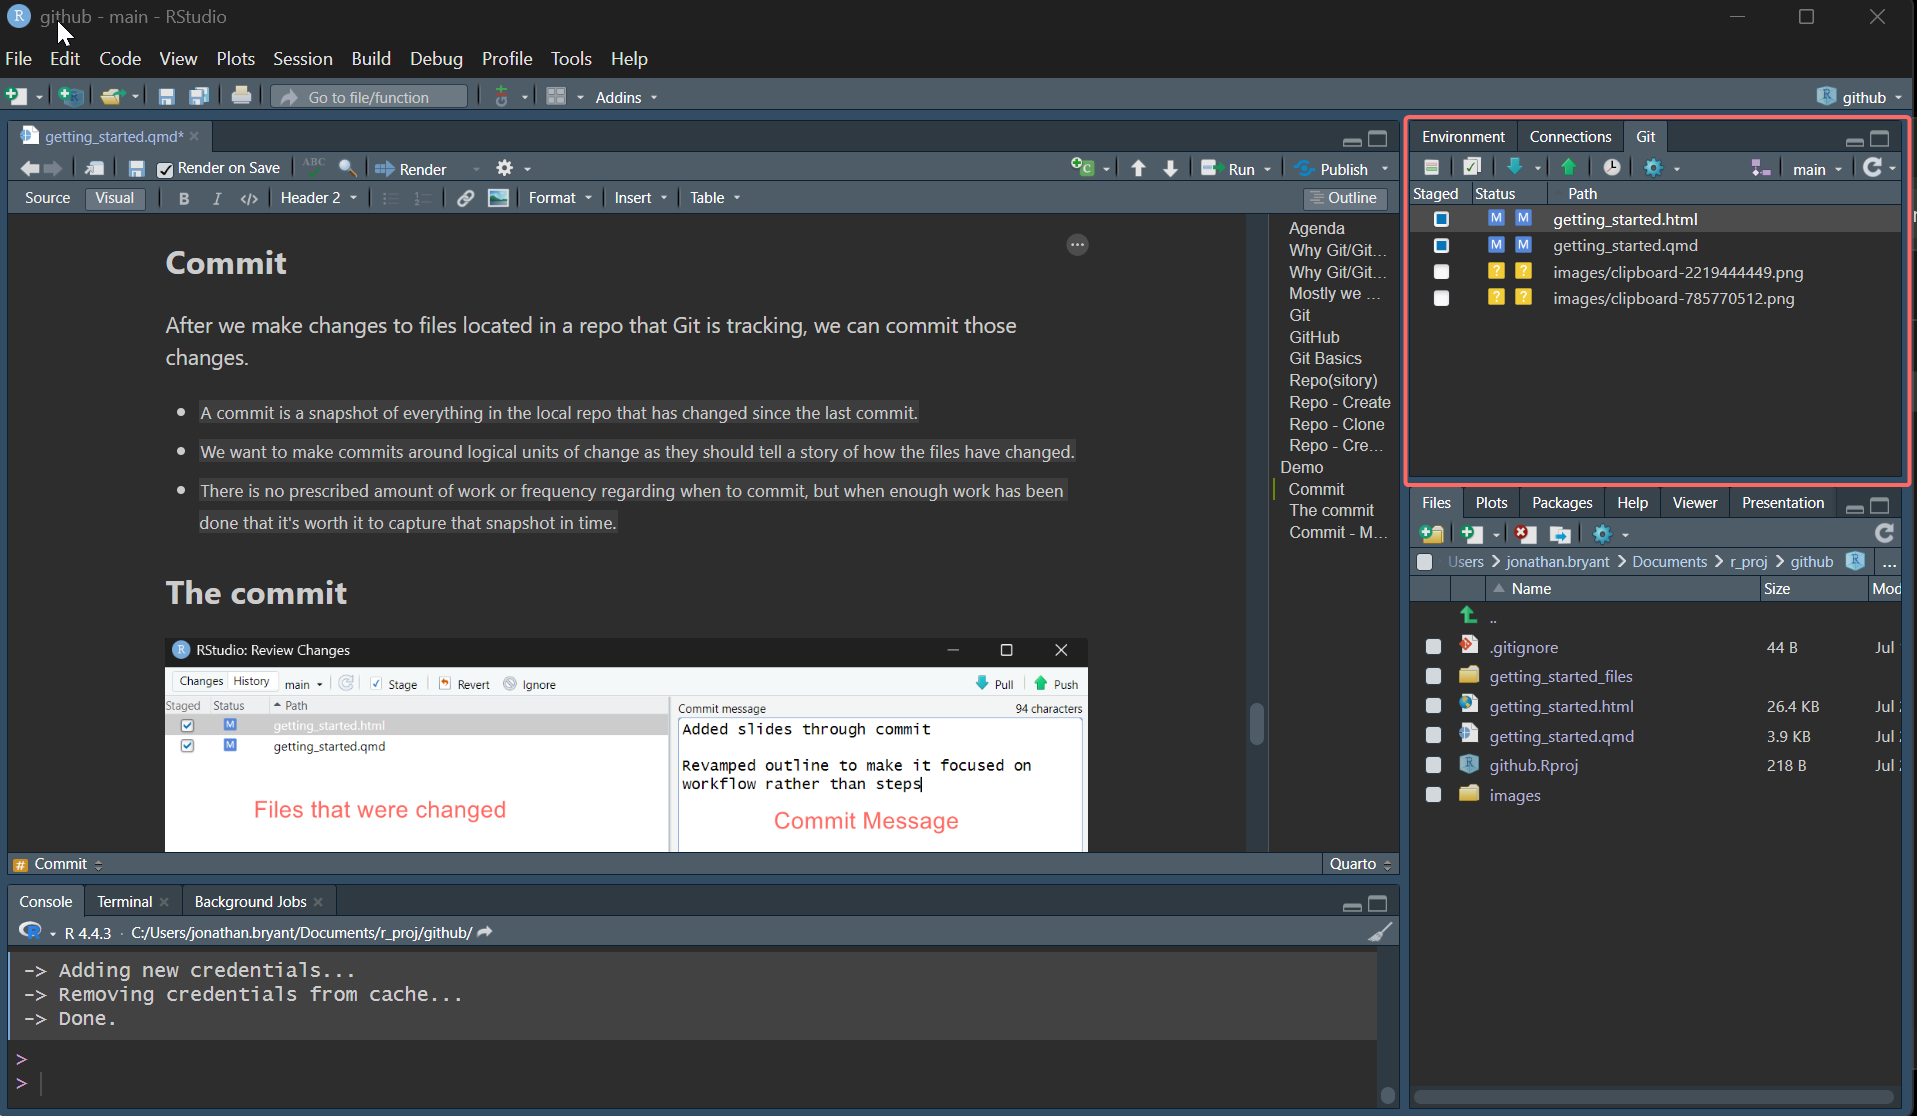 github - main - RStudio
File Edit Code View Plots Session Build Debug Profile Tools Help
Go to file/function Addins github
getting_started.qmd*
Render on Save ABC Render Run Publish
Source Visual B I </> Header 2 Format Insert Table Outline
Commit
After we make changes to files located in a repo that Git is tracking, we can commit those
changes.
A commit is a snapshot of everything in the local repo that has changed since the last commit.
We want to make commits around logical units of change as they should tell a story of how the files have changed.
There is no prescribed amount of work or frequency regarding when to commit, but when enough work has been
done that it's worth it to capture that snapshot in time.
The commit
RStudio: Review Changes
Changes History main Stage Revert Ignore Pull Push
Staged Status Path
M getting_started.html
M getting_started.qmd
Files that were changed
Commit message 94 characters
Added slides through commit
Revamped outline to make it focused on
workflow rather than steps
Commit Message
Agenda
Why Git/Git...
Why Git/Git...
Mostly we ...
Git
GitHub
Git Basics
Repo(sitory)
Repo - Create
Repo - Clone
Repo - Cre...
Demo
Commit
The commit
Commit - M...
# Commit Quarto
Console Terminal Background Jobs
R 4.4.3 · C:/Users/jonathan.bryant/Documents/r_proj/github/
-> Adding new credentials...
-> Removing credentials from cache...
-> Done.
>
>
Environment Connections Git
main
Staged Status Path
M M getting_started.html
M M getting_started.qmd
? ? images/clipboard-2219444449.png
? ? images/clipboard-785770512.png
Files Plots Packages Help Viewer Presentation
Users > jonathan.bryant > Documents > r_proj > github ...
Name Size Mod
..
.gitignore 44 B Jul
getting_started_files
getting_started.html 26.4 KB Jul
getting_started.qmd 3.9 KB Jul
github.Rproj 218 B Jul
images